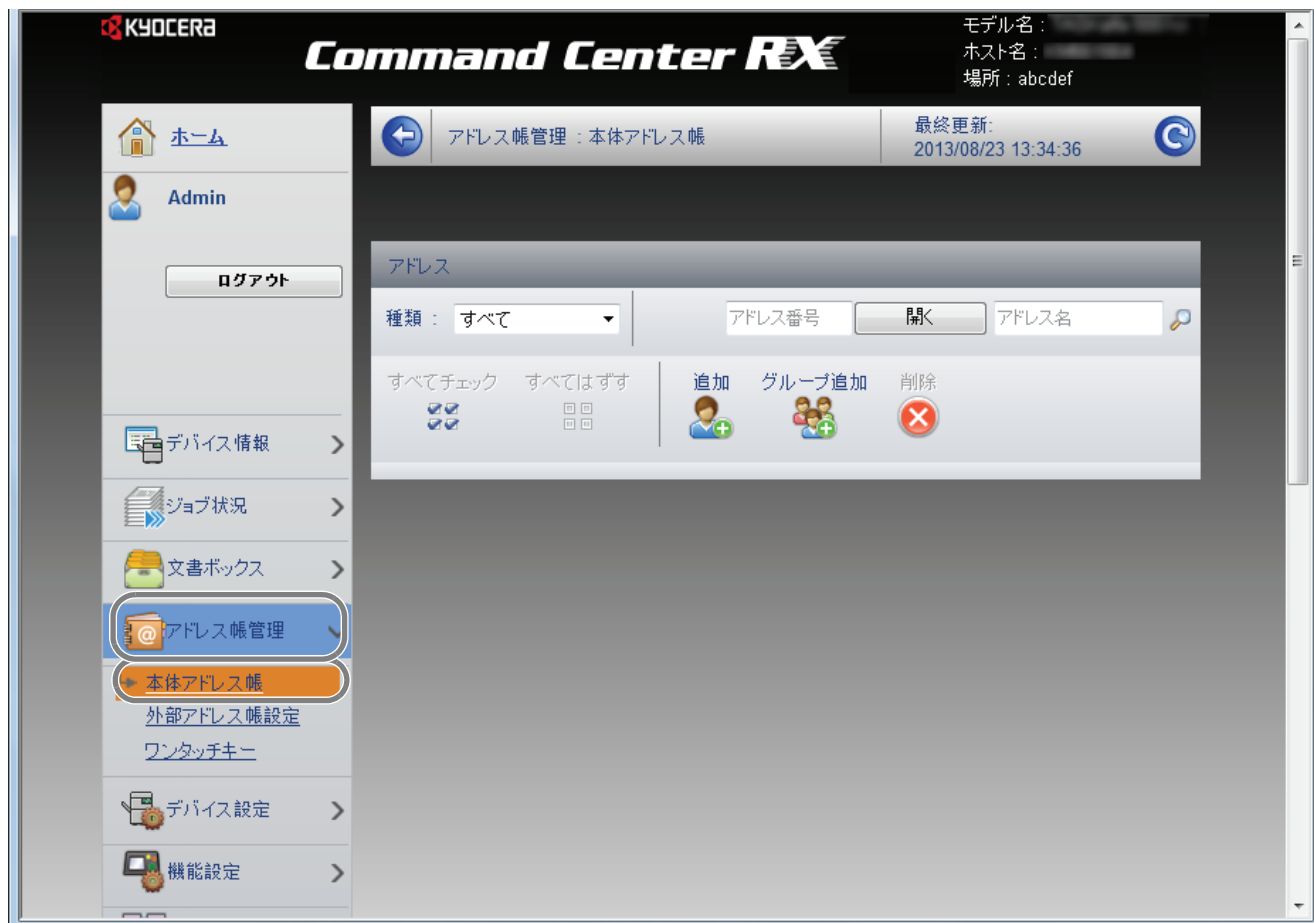 KYOCERA
Command Center RX
モデル名 :
ホスト名 :
場所 : abcdef
ホーム
Admin
ログアウト
デバイス情報
ジョブ状況
文書ボックス
アドレス帳管理
本体アドレス帳
外部アドレス帳設定
ワンタッチキー
デバイス設定
機能設定
アドレス帳管理 : 本体アドレス帳
最終更新:
2013/08/23 13:34:36
アドレス
種類 : すべて アドレス番号 開く アドレス名
すべてチェック すべてはずす 追加 グループ追加 削除